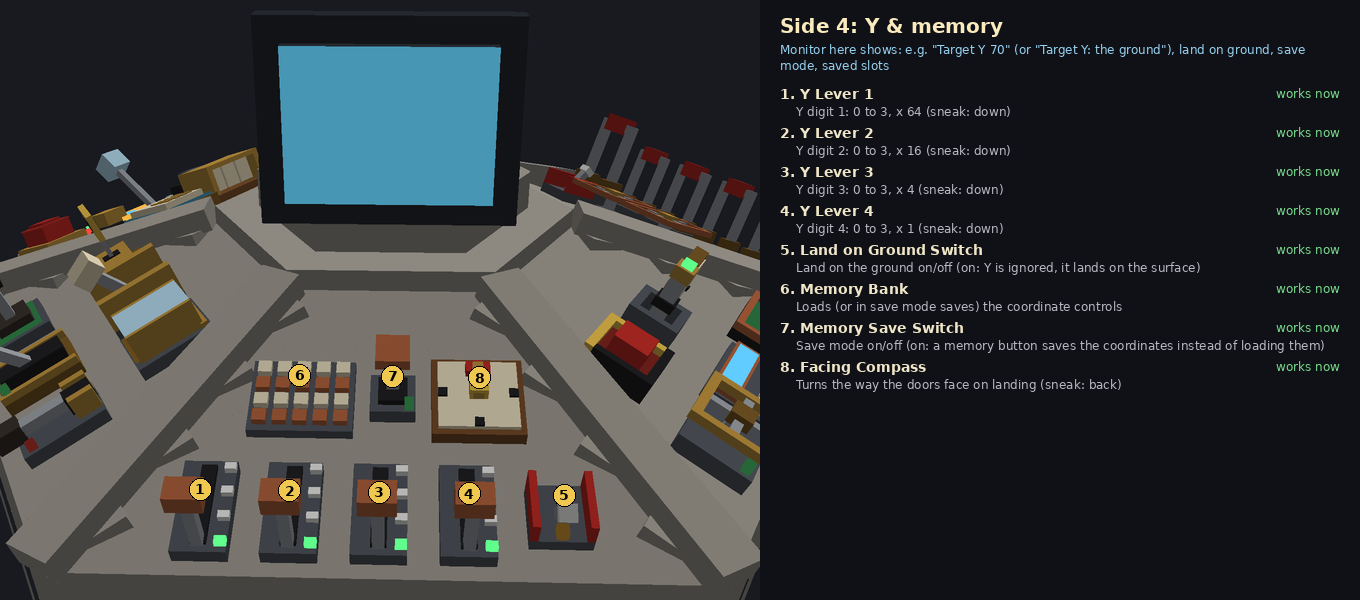 Side 4: Y & memory
Monitor here shows: e.g. "Target Y 70" (or "Target Y: the ground"), land on ground, save
mode, saved slots
1. Y Lever 1 works now
Y digit 1: 0 to 3, x 64 (sneak: down)
2. Y Lever 2 works now
Y digit 2: 0 to 3, x 16 (sneak: down)
3. Y Lever 3 works now
Y digit 3: 0 to 3, x 4 (sneak: down)
4. Y Lever 4 works now
Y digit 4: 0 to 3, x 1 (sneak: down)
5. Land on Ground Switch works now
Land on the ground on/off (on: Y is ignored, it lands on the surface)
6. Memory Bank works now
Loads (or in save mode saves) the coordinate controls
7. Memory Save Switch works now
Save mode on/off (on: a memory button saves the coordinates instead of loading them)
8. Facing Compass works now
Turns the way the doors face on landing (sneak: back)
6 7 8
1 2 3 4 5